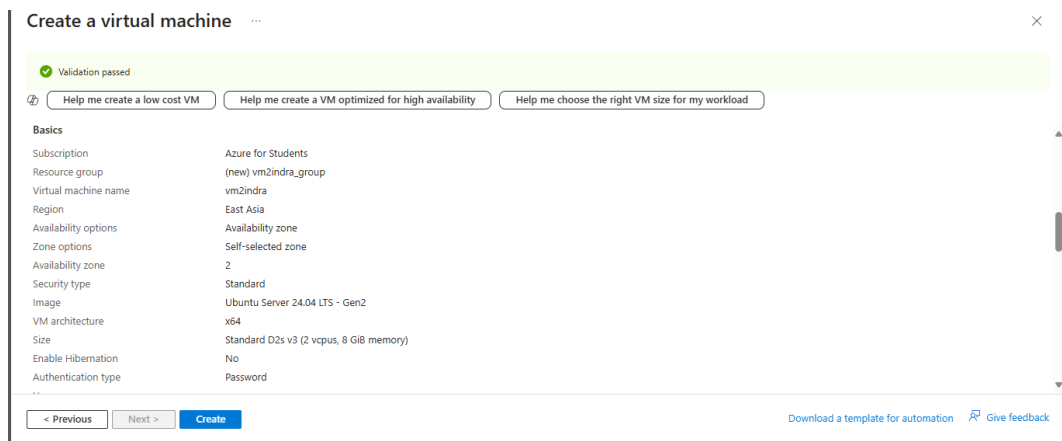 Create a virtual machine ...
Validation passed
Help me create a low cost VM Help me create a VM optimized for high availability Help me choose the right VM size for my workload
Basics
Subscription Azure for Students
Resource group (new) vm2indra_group
Virtual machine name vm2indra
Region East Asia
Availability options Availability zone
Zone options Self-selected zone
Availability zone 2
Security type Standard
Image Ubuntu Server 24.04 LTS - Gen2
VM architecture x64
Size Standard D2s v3 (2 vcpus, 8 GiB memory)
Enable Hibernation No
Authentication type Password
< Previous Next > Create Download a template for automation Give feedback